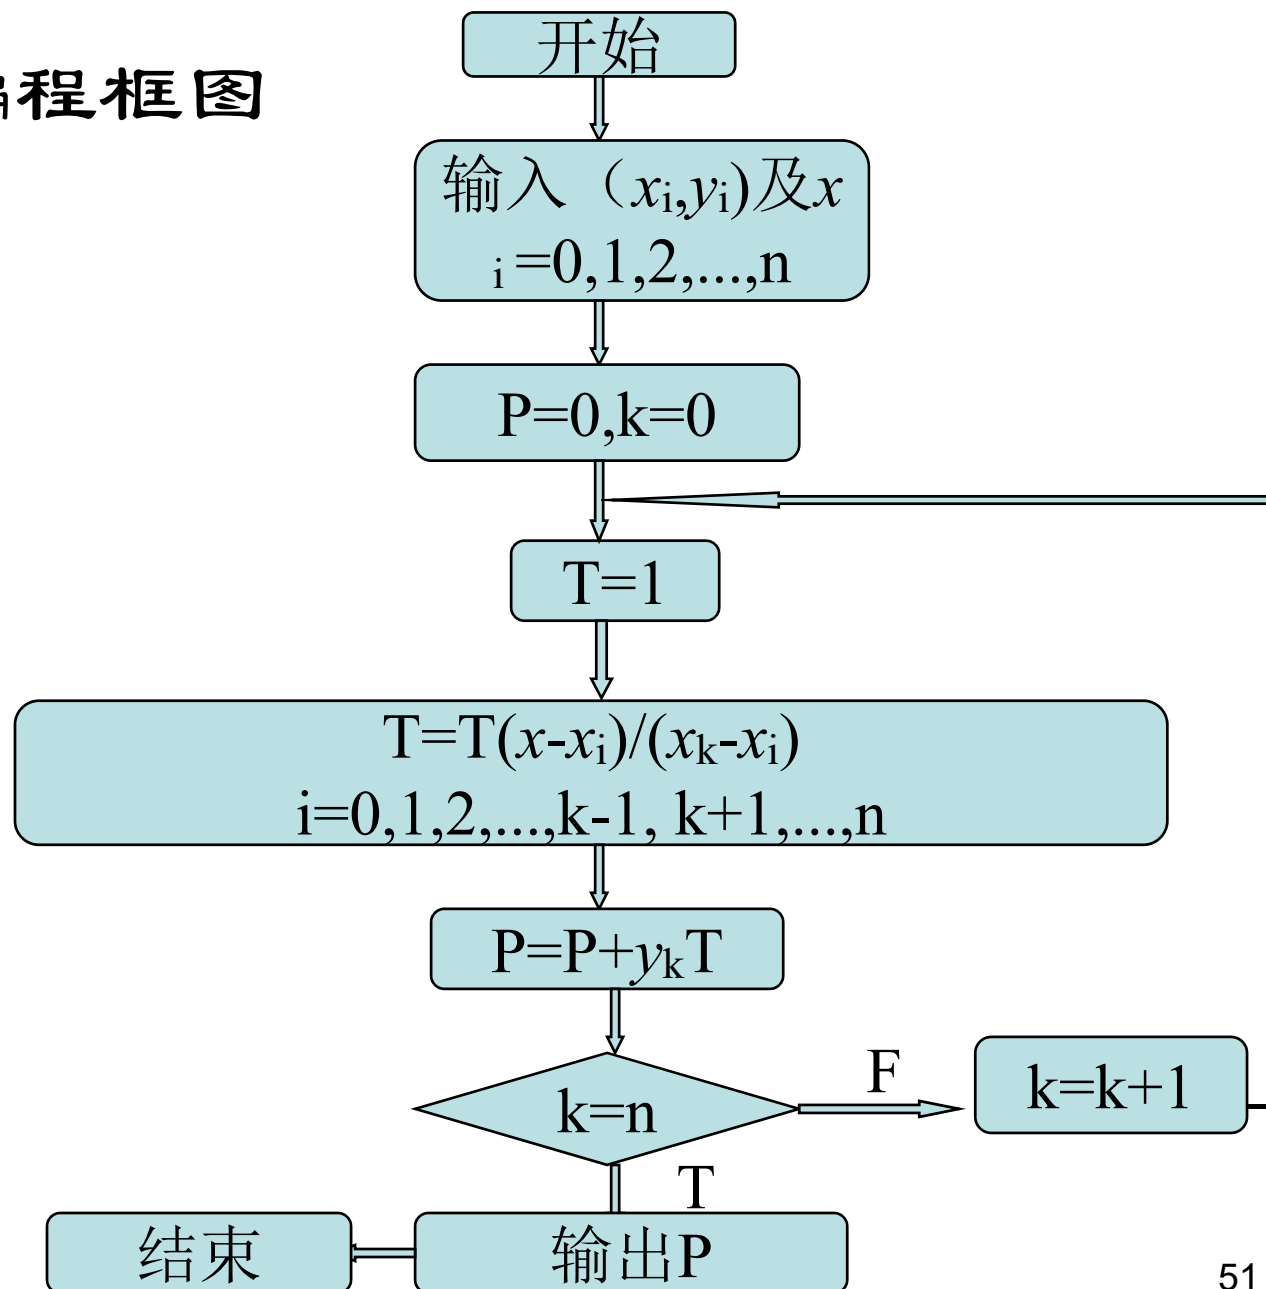 开始
程框图
输入（xi,yi)及x
i =0,1,2,...,n
P=0,k=0
T=1
T=T(x-xi)/(xk-xi)
i=0,1,2,...,k-1, k+1,...,n
P=P+ykT
F
k=n
k=k+1
T
结束
输出P
51